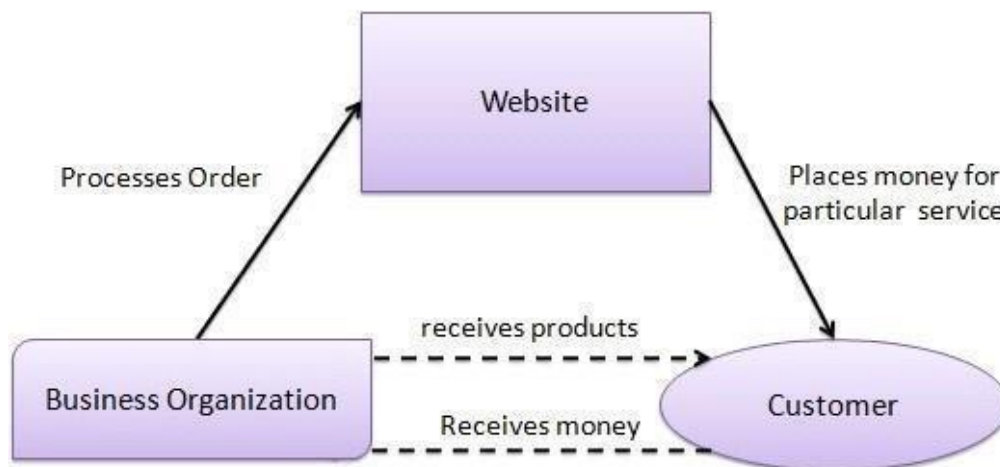 Website
Processes Order
Places money for
particular service
receives products
Business Organization
Customer
Receives money